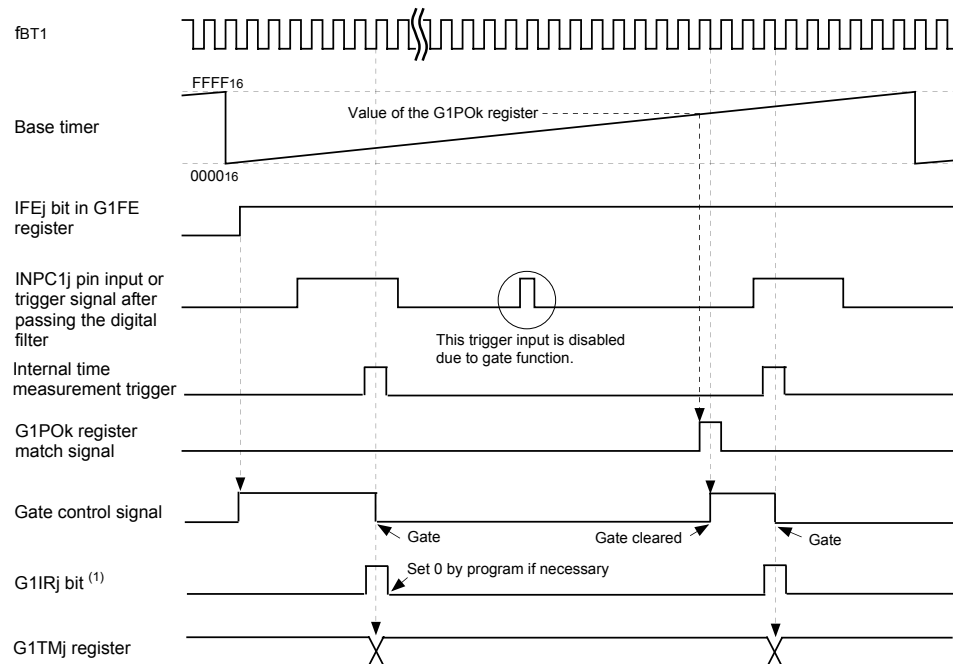 fBT1
FFFF16
Base timer
Value of the G1POk register
000016
IFEj bit in G1FE
register
INPC1j pin input or
trigger signal after
passing the digital
filter
This trigger input is disabled
due to gate function.
Internal time
measurement trigger
G1POk register
match signal
Gate control signal
Gate
Gate cleared
Gate
G1IRj bit (1)
Set 0 by program if necessary
G1TMj register